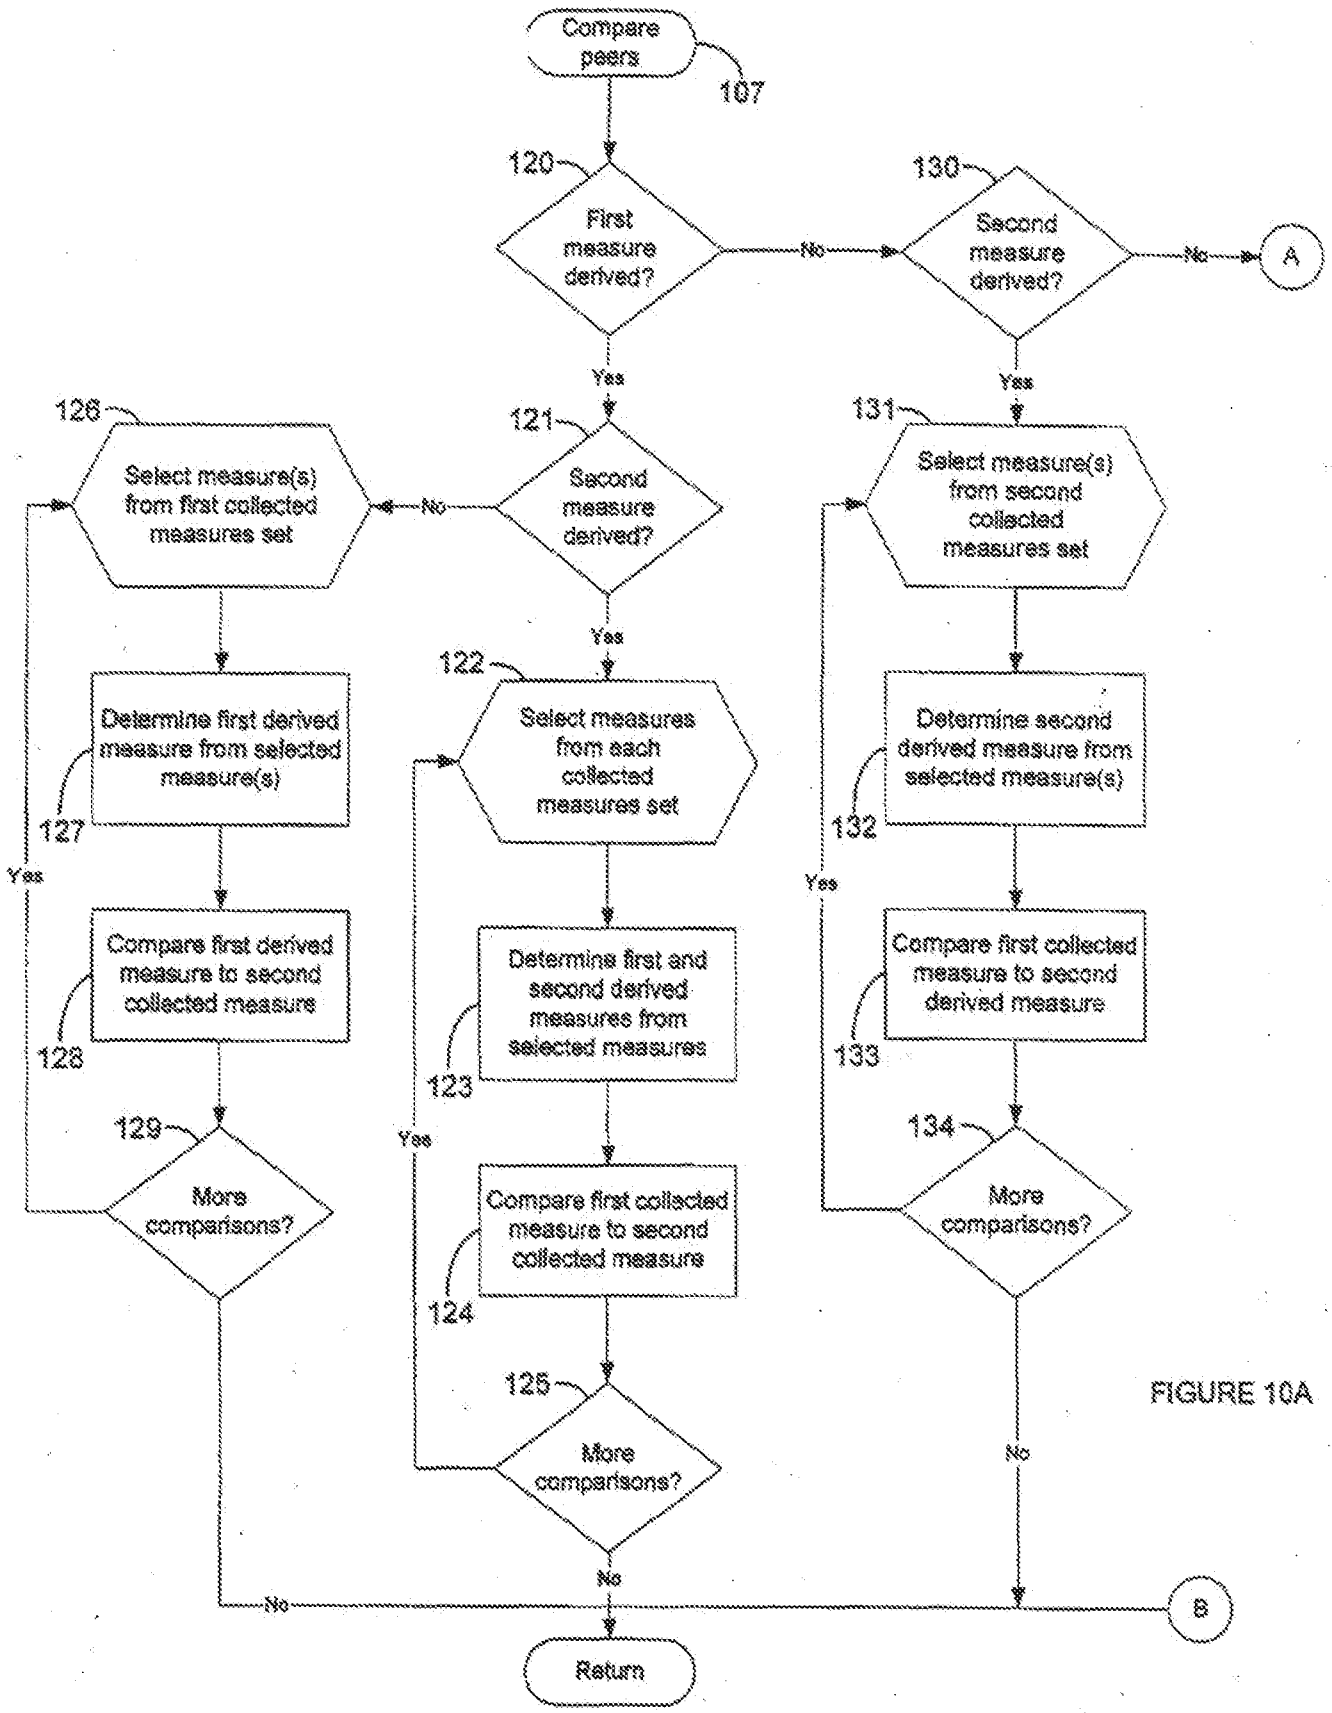 Compare
peers
107
120
First
measure
derived?
No
130
Second
measure
derived?
No
A
Yes
Yes
126
Select measure(s)
from first collected
measures set
No
121
Second
measure
derived?
131
Select measure(s)
from second
collected
measures set
Yes
122
Select measures
from each
collected
measures set
Determine first derived
measure from selected
measure(s)
127
Determine second
derived measure from
selected measure(s)
132
Yes
Yes
Compare first derived
measure to second
collected measure
128
Determine first and
second derived
measures from
selected measures
123
Compare first collected
measure to second
derived measure
133
129
More
comparisons?
Yes
Compare first collected
measure to second
collected measure
124
134
More
comparisons?
125
More
comparisons?
FIGURE 10A
No
No
No
B
Return